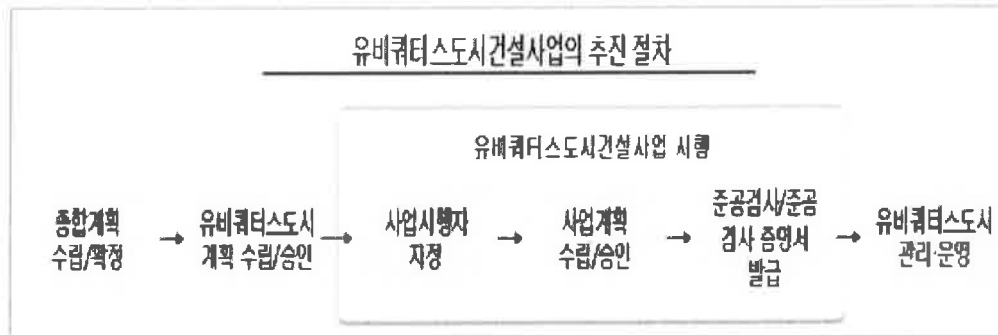 유비쿼터스도시건설사업의 추진 절차
유비쿼터스도시건설사업 시행
종합계획
수립/확정
→
유비쿼터스도시
계획 수립/승인
→
사업시행자
지정
→
사업계획
수립/승인
→
준공검사/준공
검사 증명서
발급
→
유비쿼터스도시
관리·운영